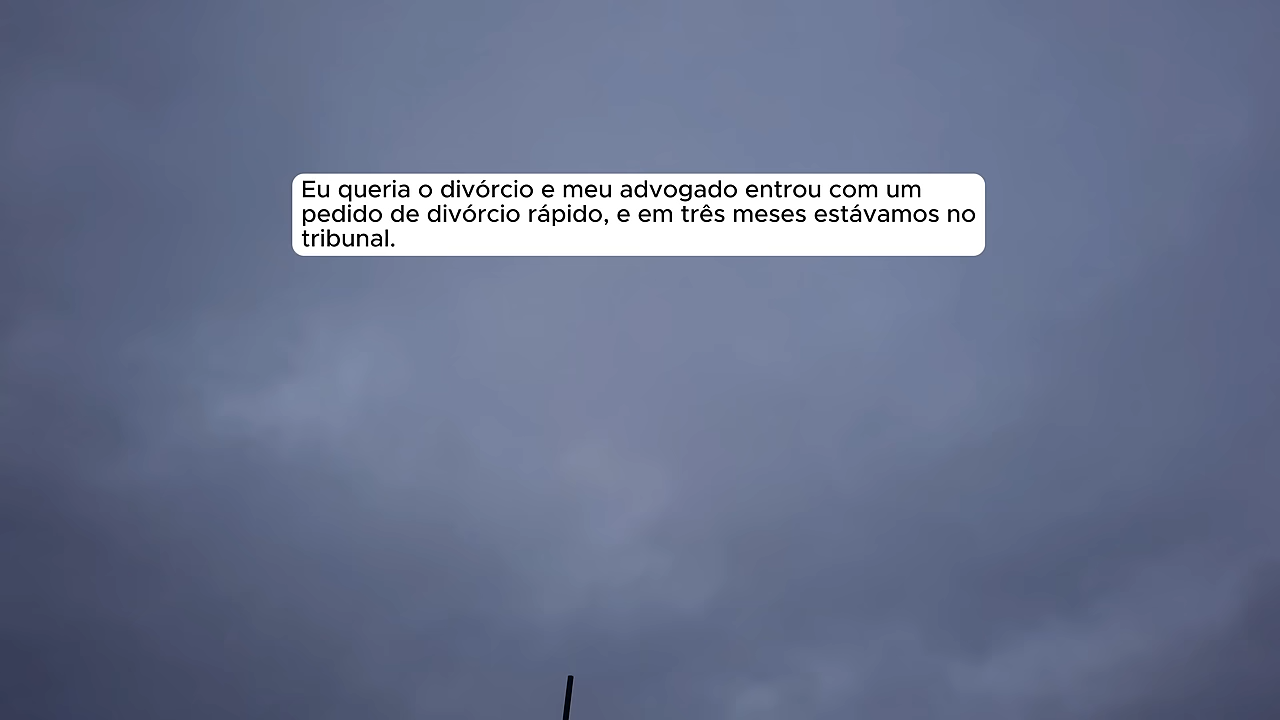 Eu queria o divórcio e meu advogado entrou com um
pedido de divórcio rápido, e em três meses estávamos no
tribunal.